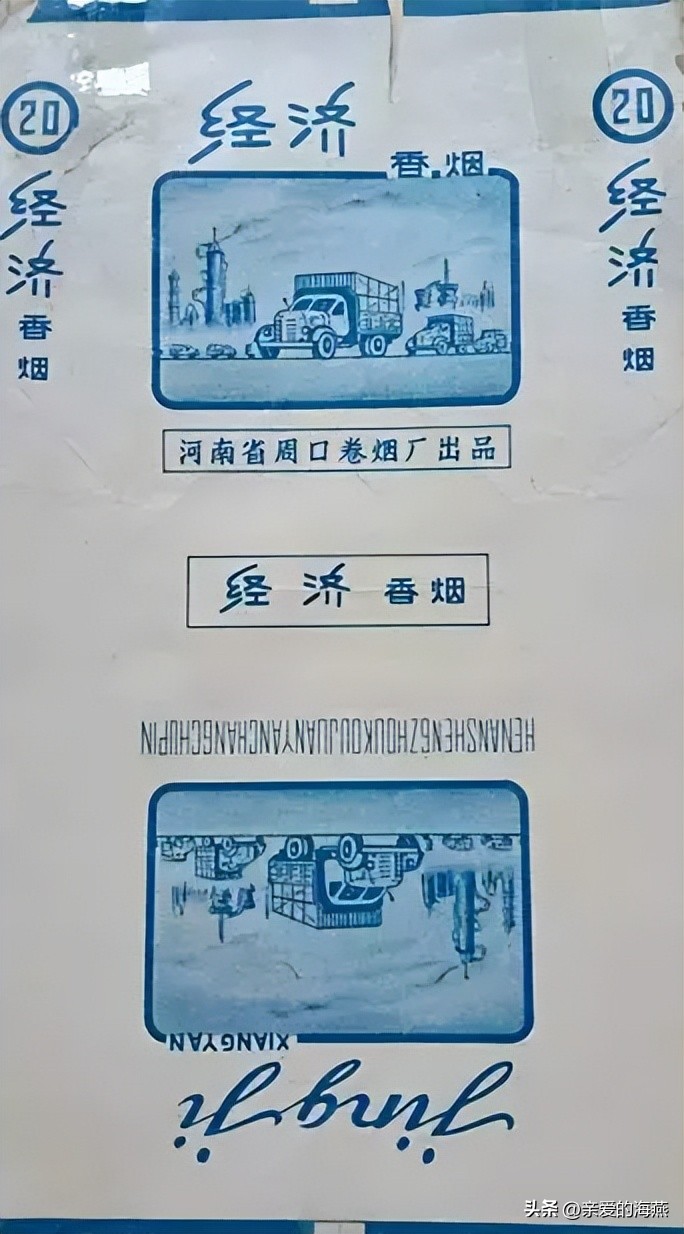 20
经济
香烟
经济
香烟
20
经济
香烟
河南省周口卷烟厂出品
经济 香烟
HENANSHENGZHOUKOUJUANYANCHANGCHUPIN
XIANGYAN
Jingji
头条 @亲爱的海燕